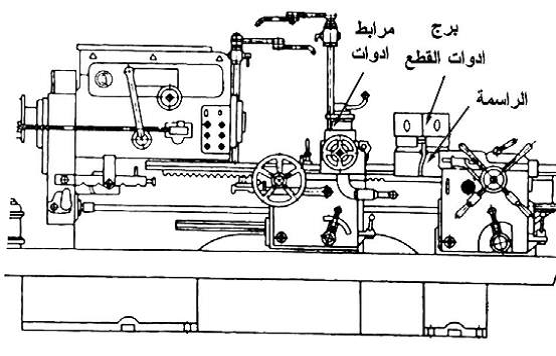 مرابط
ادوات
برج
ادوات القطع
الراسمة